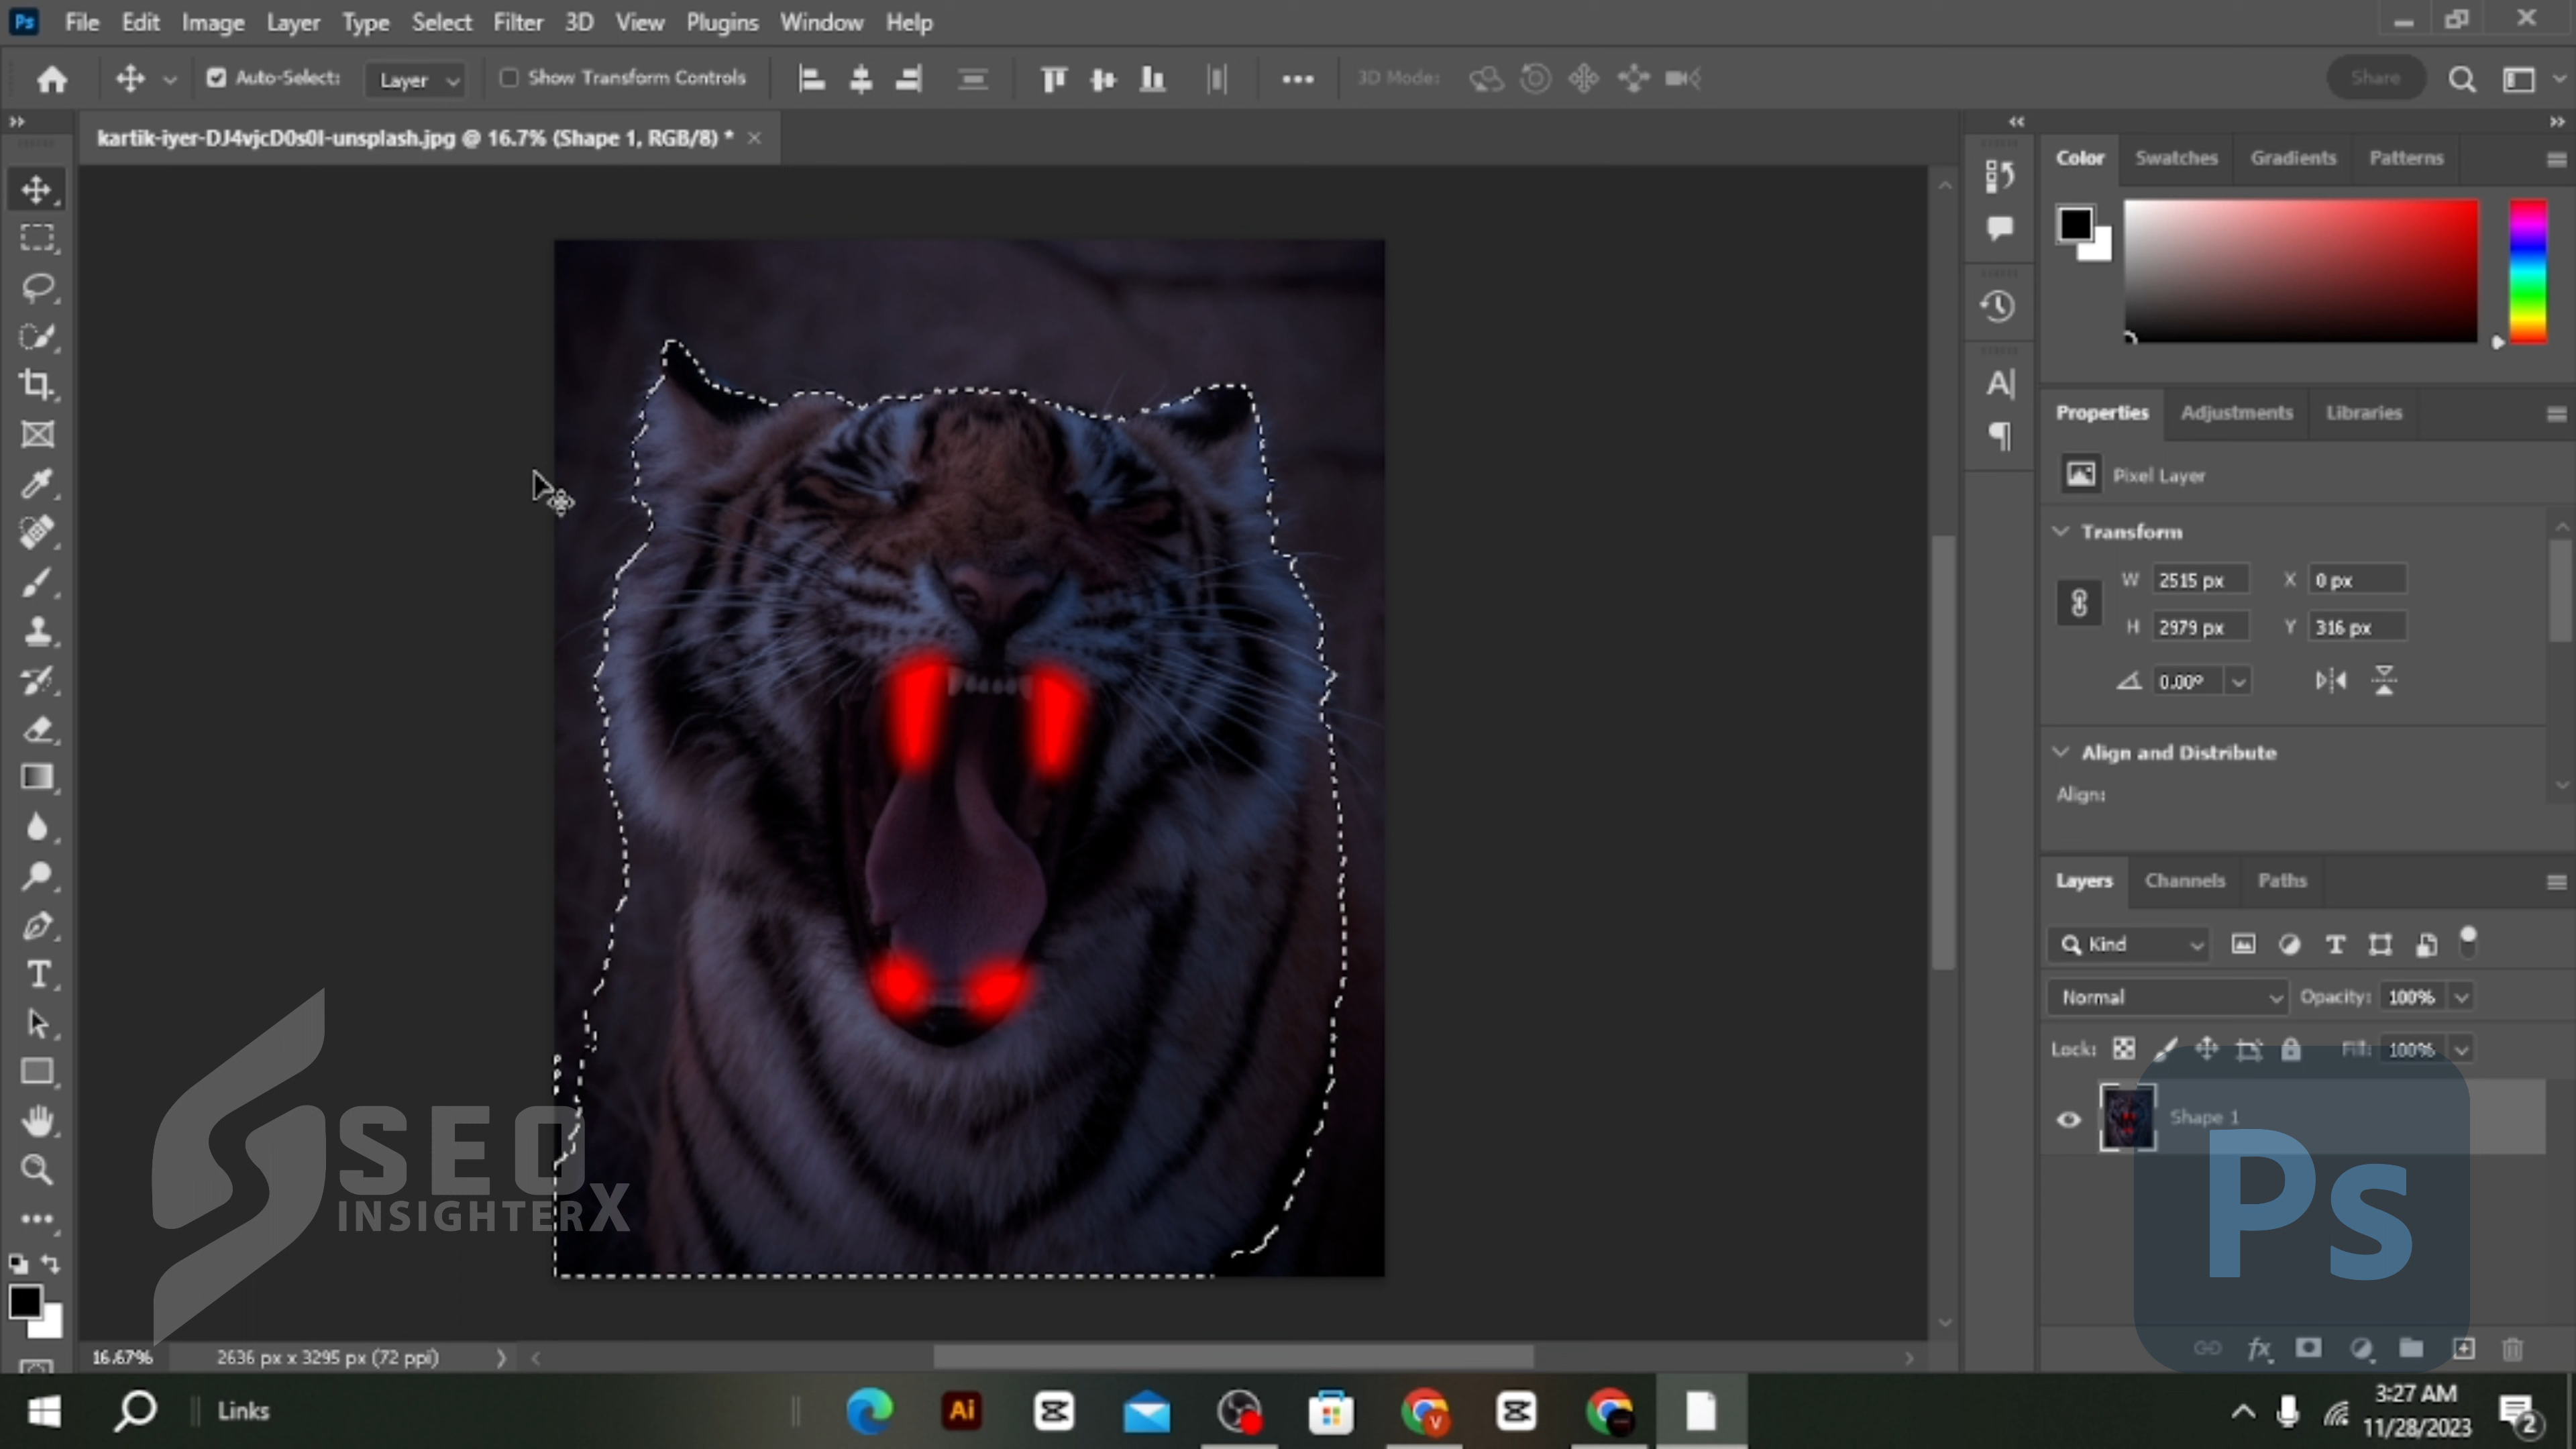 Ps File Edit Image Layer Type Select Filter 3D View Plugins Window Help
Auto-Select: Layer Show Transform Controls 3D Mode: Share
kartik-iyer-DJ4vjcD0s0I-unsplash.jpg @ 16.7% (Shape 1, RGB/8) *
Color Swatches Gradients Patterns
Properties Adjustments Libraries
Pixel Layer
Transform
W 2515 px X 0 px
H 2979 px Y 316 px
0.00°
Align and Distribute
Align:
Layers Channels Paths
Kind
Normal Opacity: 100%
Lock: Fill: 100%
Shape 1
SEO
INSIGHTERX
Ps
16.67% 2636 px x 3295 px (72 ppi)
Links
Ai
V
3:27 AM
11/28/2023
2